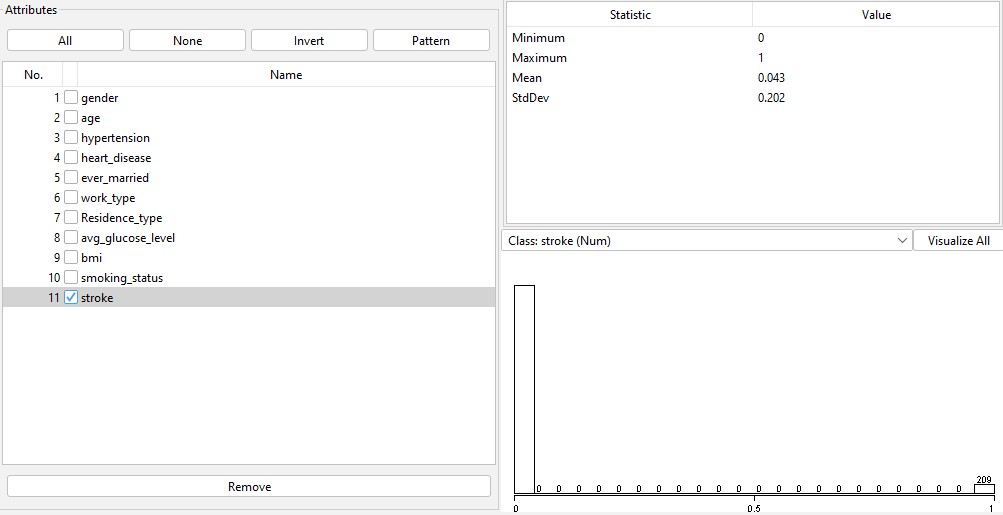 Attributes
All None Invert Pattern
No. Name
1 gender
2 age
3 hypertension
4 heart_disease
5 ever_married
6 work_type
7 Residence_type
8 avg_glucose_level
9 bmi
10 smoking_status
11 stroke
Remove
Statistic Value
Minimum 0
Maximum 1
Mean 0.043
StdDev 0.202
Class: stroke (Num) Visualize All
209
0 0 0 0 0 0 0 0 0 0 0 0 0 0 0 0 0 0 0 0 0 0
0 0.5 1